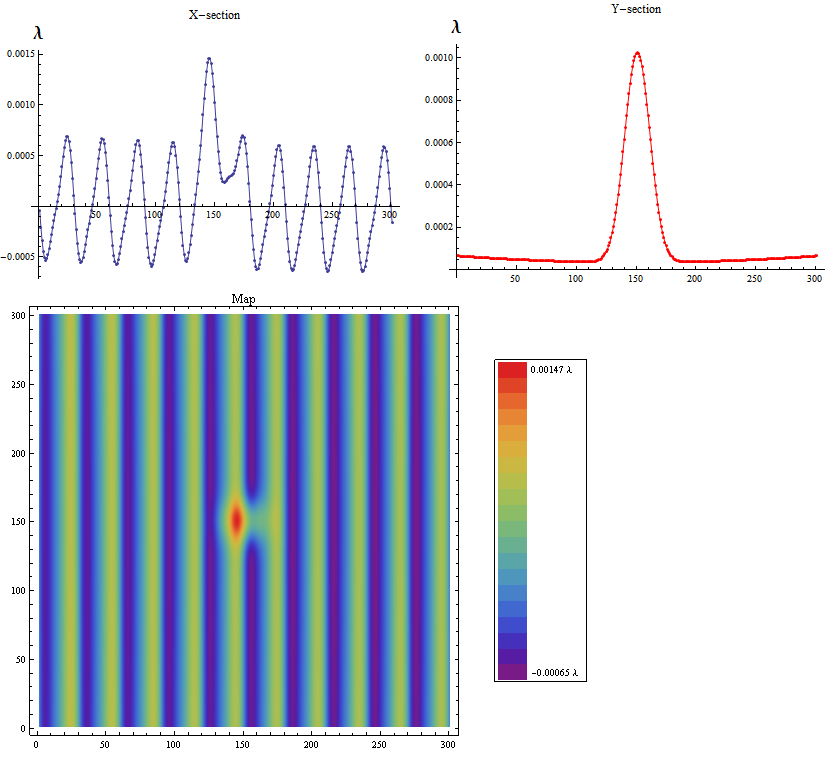 X−section
λ
0.0015
0.0010
0.0005
−0.0005
50 100 150 200 250 300
Y−section
λ
0.0010
0.0008
0.0006
0.0004
0.0002
50 100 150 200 250 300
Map
300
250
200
150
100
50
0
0 50 100 150 200 250 300
0.00147 λ
−0.00065 λ